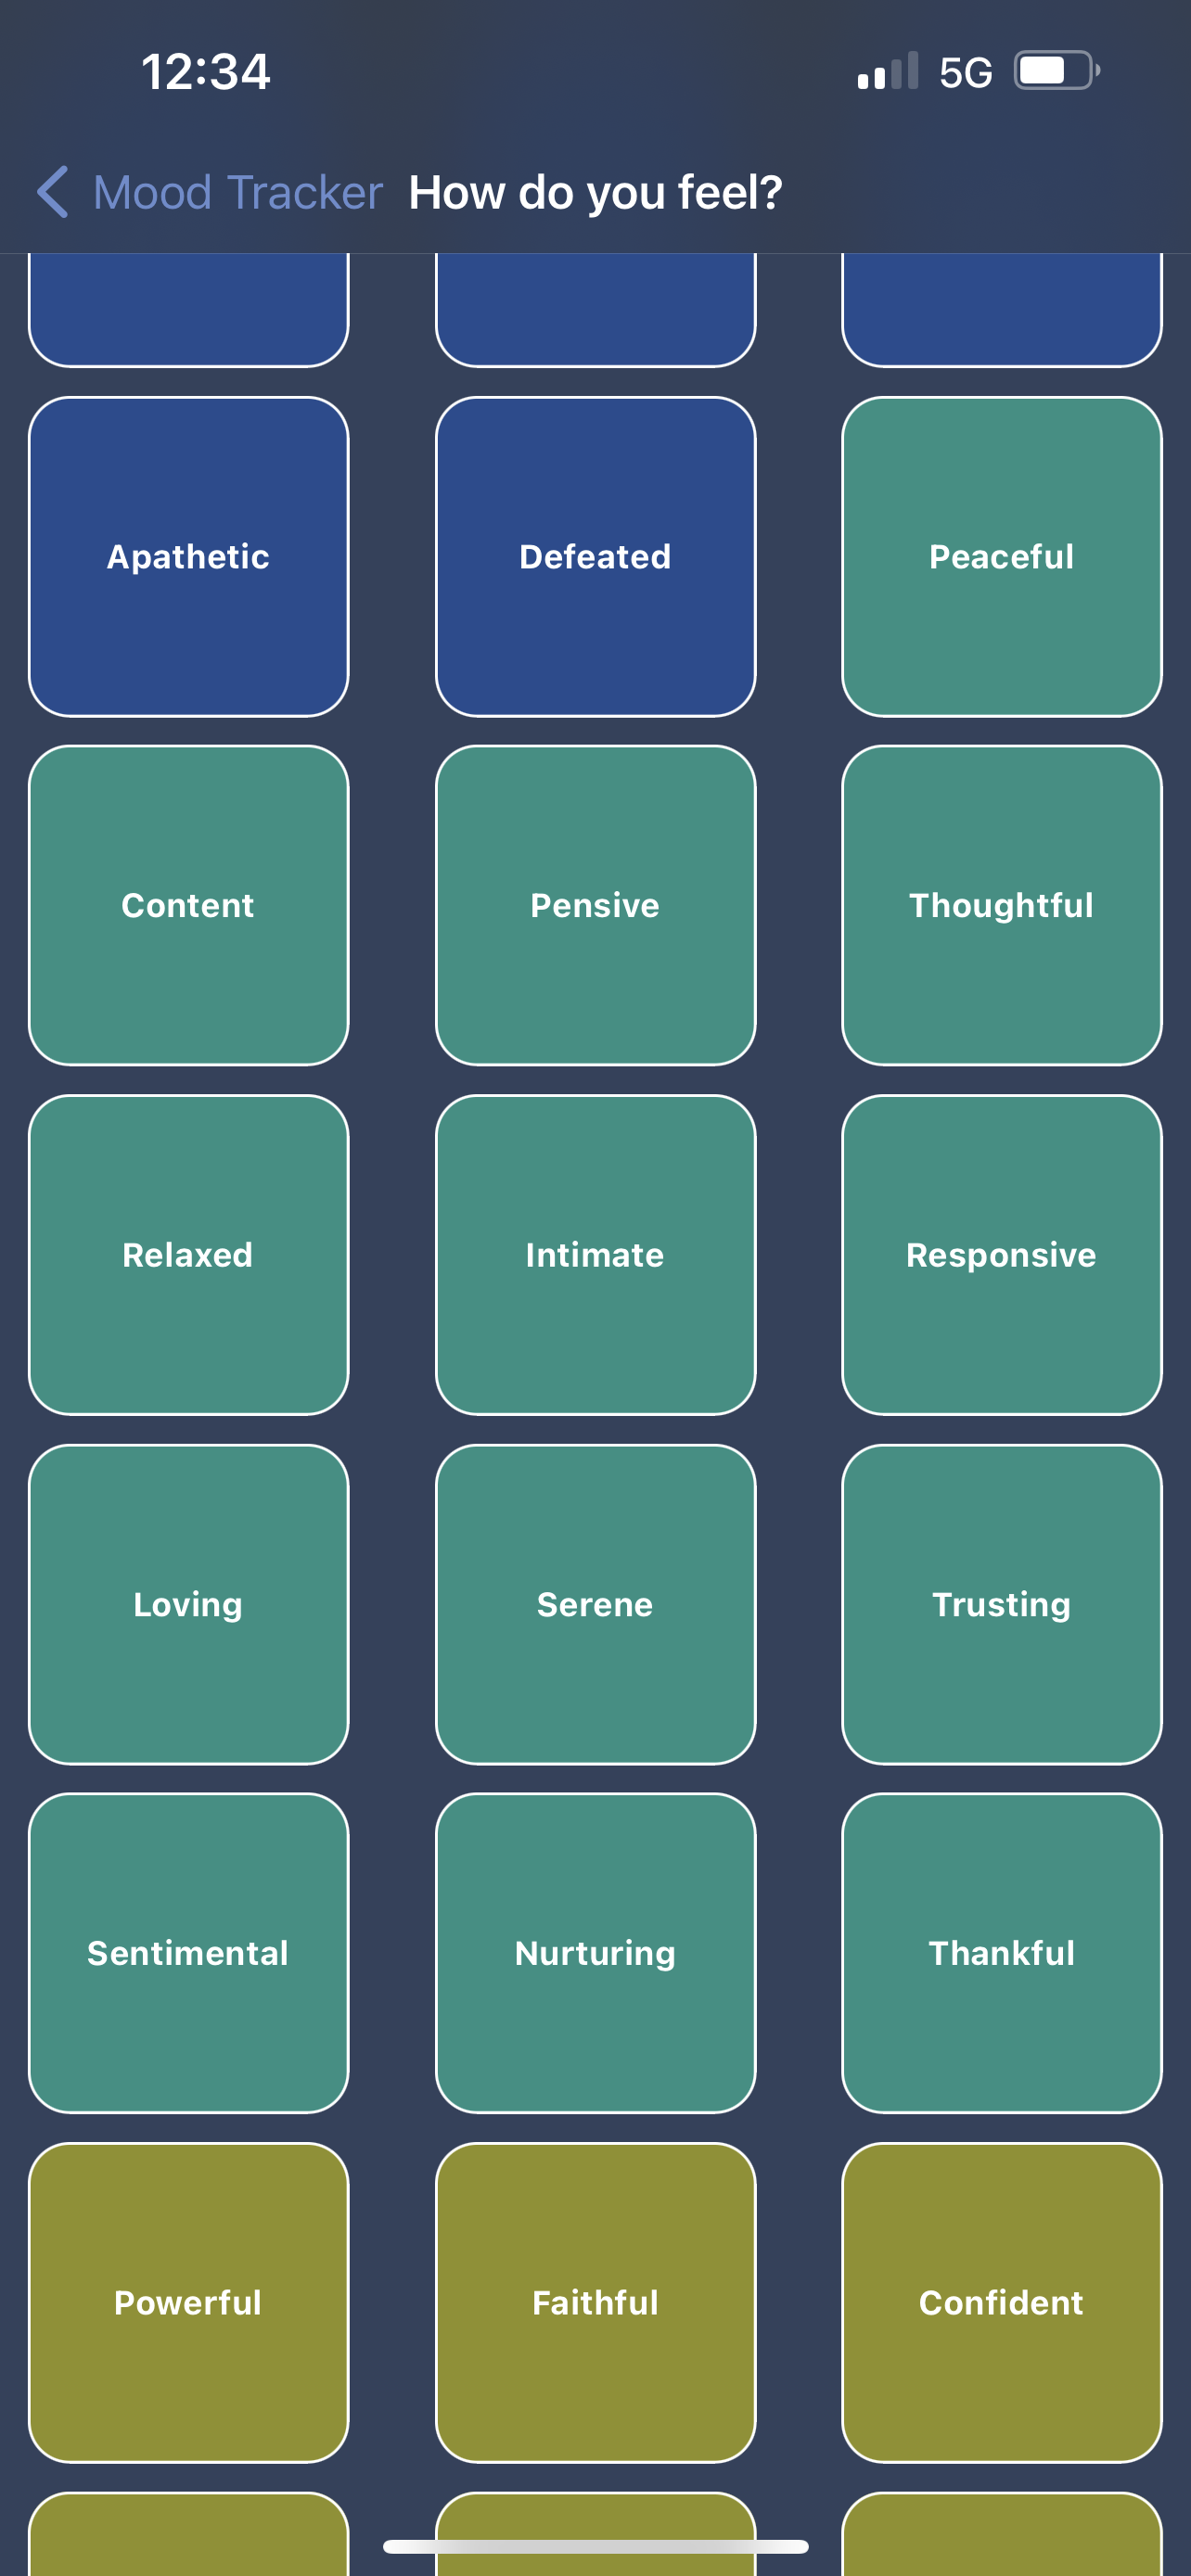 12:34
5G
Mood Tracker How do you feel?
Apathetic Defeated Peaceful
Content Pensive Thoughtful
Relaxed Intimate Responsive
Loving Serene Trusting
Sentimental Nurturing Thankful
Powerful Faithful Confident